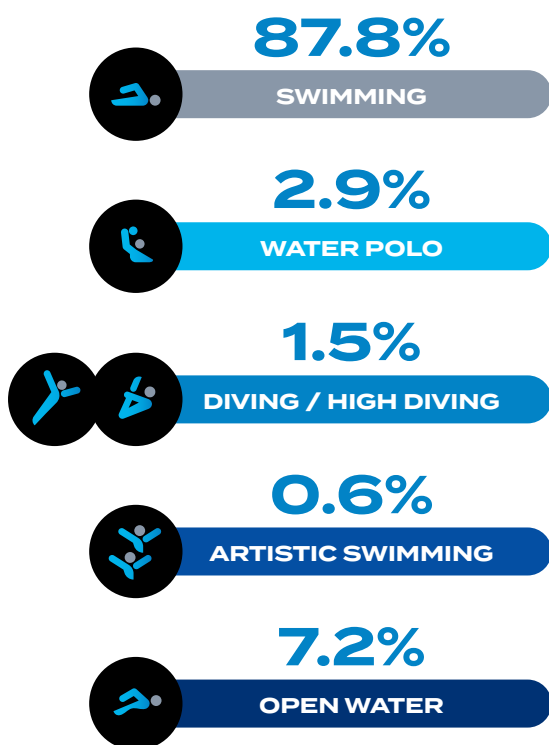 87.8%
SWIMMING
2.9%
WATER POLO
1.5%
DIVING / HIGH DIVING
0.6%
ARTISTIC SWIMMING
7.2%
OPEN WATER